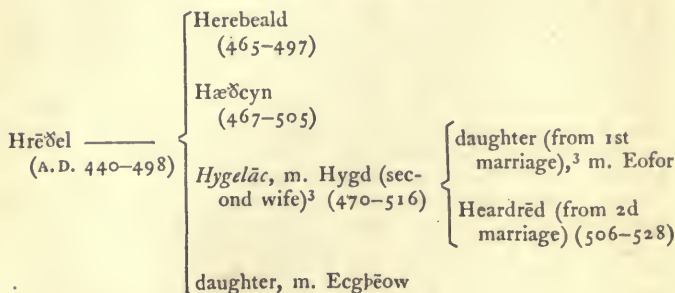 Herebeald
(465–497)
Hæðcyn
(467–505)
Hrēðel
(A.D. 440–498)
Hygelāc, m. Hygd (sec-
ond wife)³ (470–516)
daughter (from 1st
marriage),³ m. Eofor
Heardrēd (from 2d
marriage) (506–528)
daughter, m. Ecgþēow